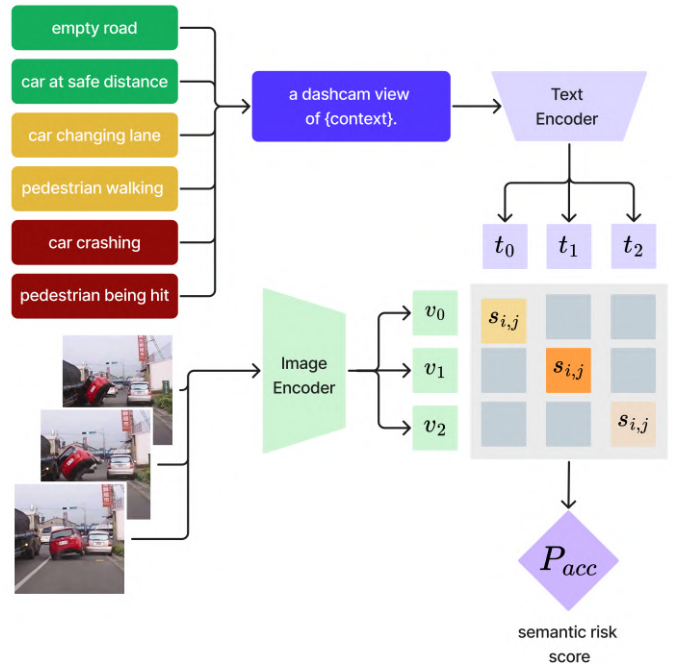 empty road
car at safe distance
car changing lane
pedestrian walking
car crashing
pedestrian being hit
a dashcam view
of {context}.
Text
Encoder
t₀ t₁ t₂
Image
Encoder
v₀
v₁
v₂
sᵢ,ⱼ
sᵢ,ⱼ
sᵢ,ⱼ
P_acc
semantic risk
score